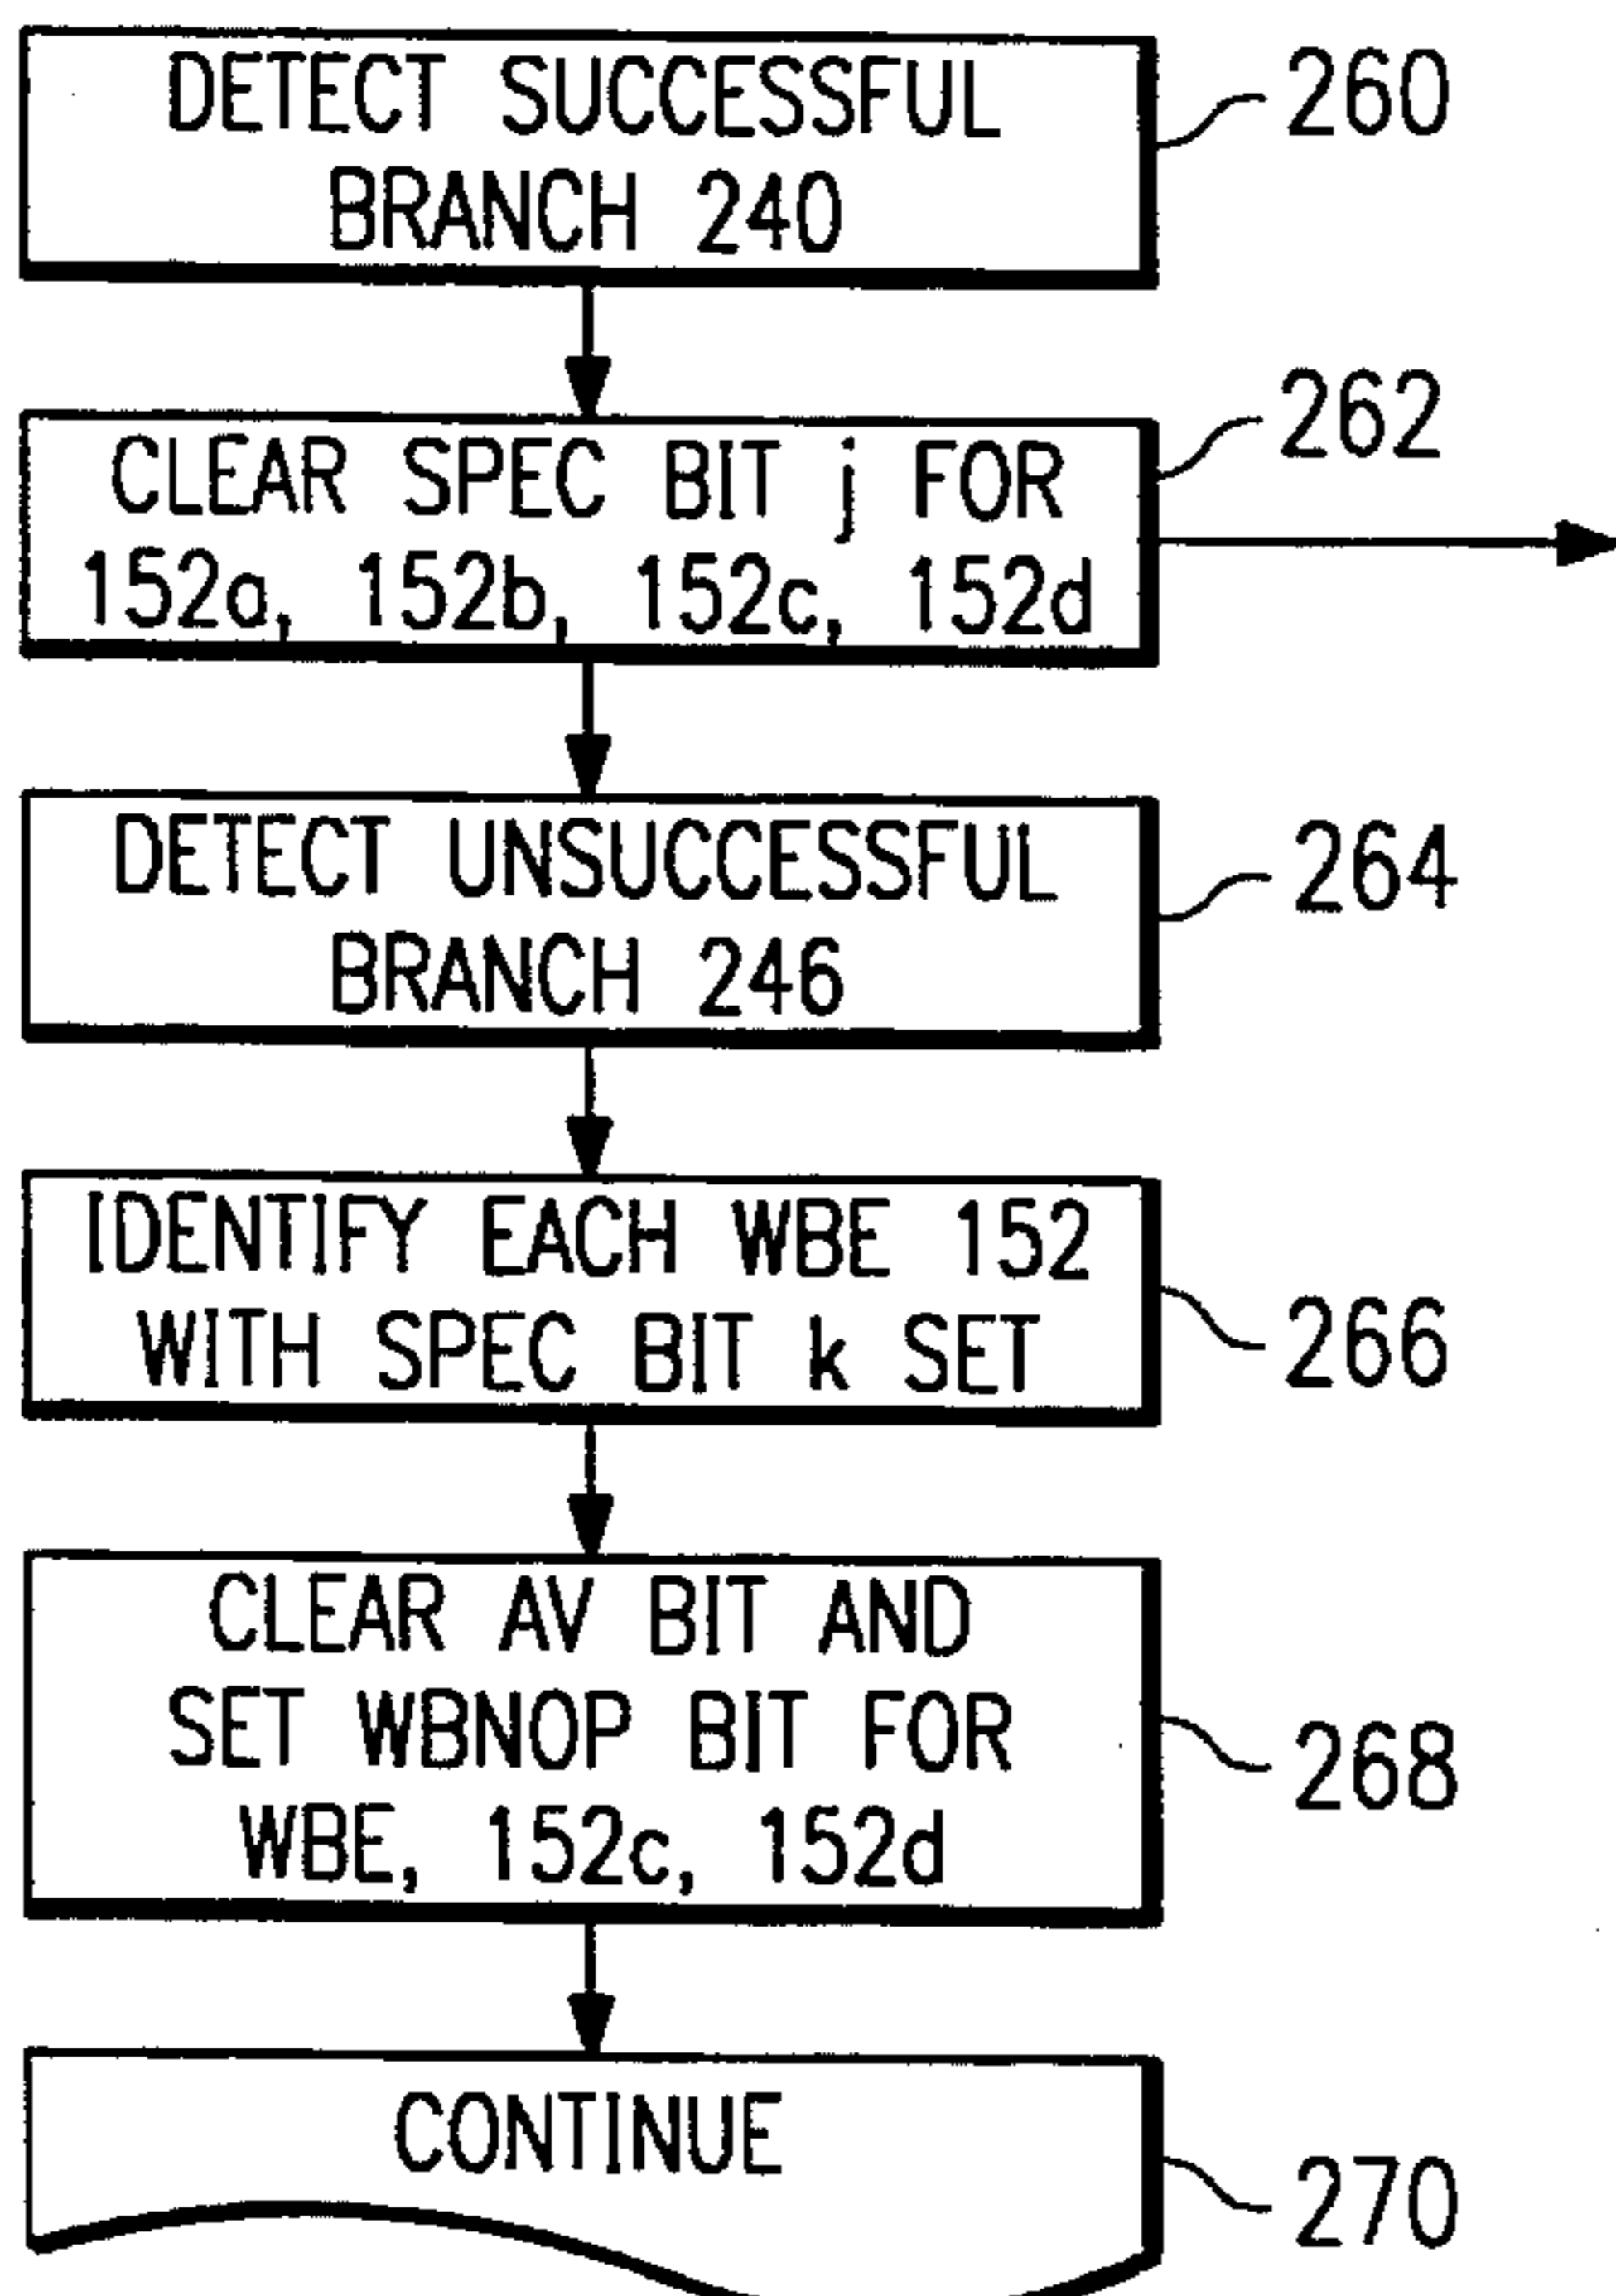 DETECT SUCCESSFUL
BRANCH 240
260
CLEAR SPEC BIT j FOR
152a, 152b, 152c, 152d
262
DETECT UNSUCCESSFUL
BRANCH 246
264
IDENTIFY EACH WBE 152
WITH SPEC BIT k SET
266
CLEAR AV BIT AND
SET WBNOP BIT FOR
WBE, 152c, 152d
268
CONTINUE
270